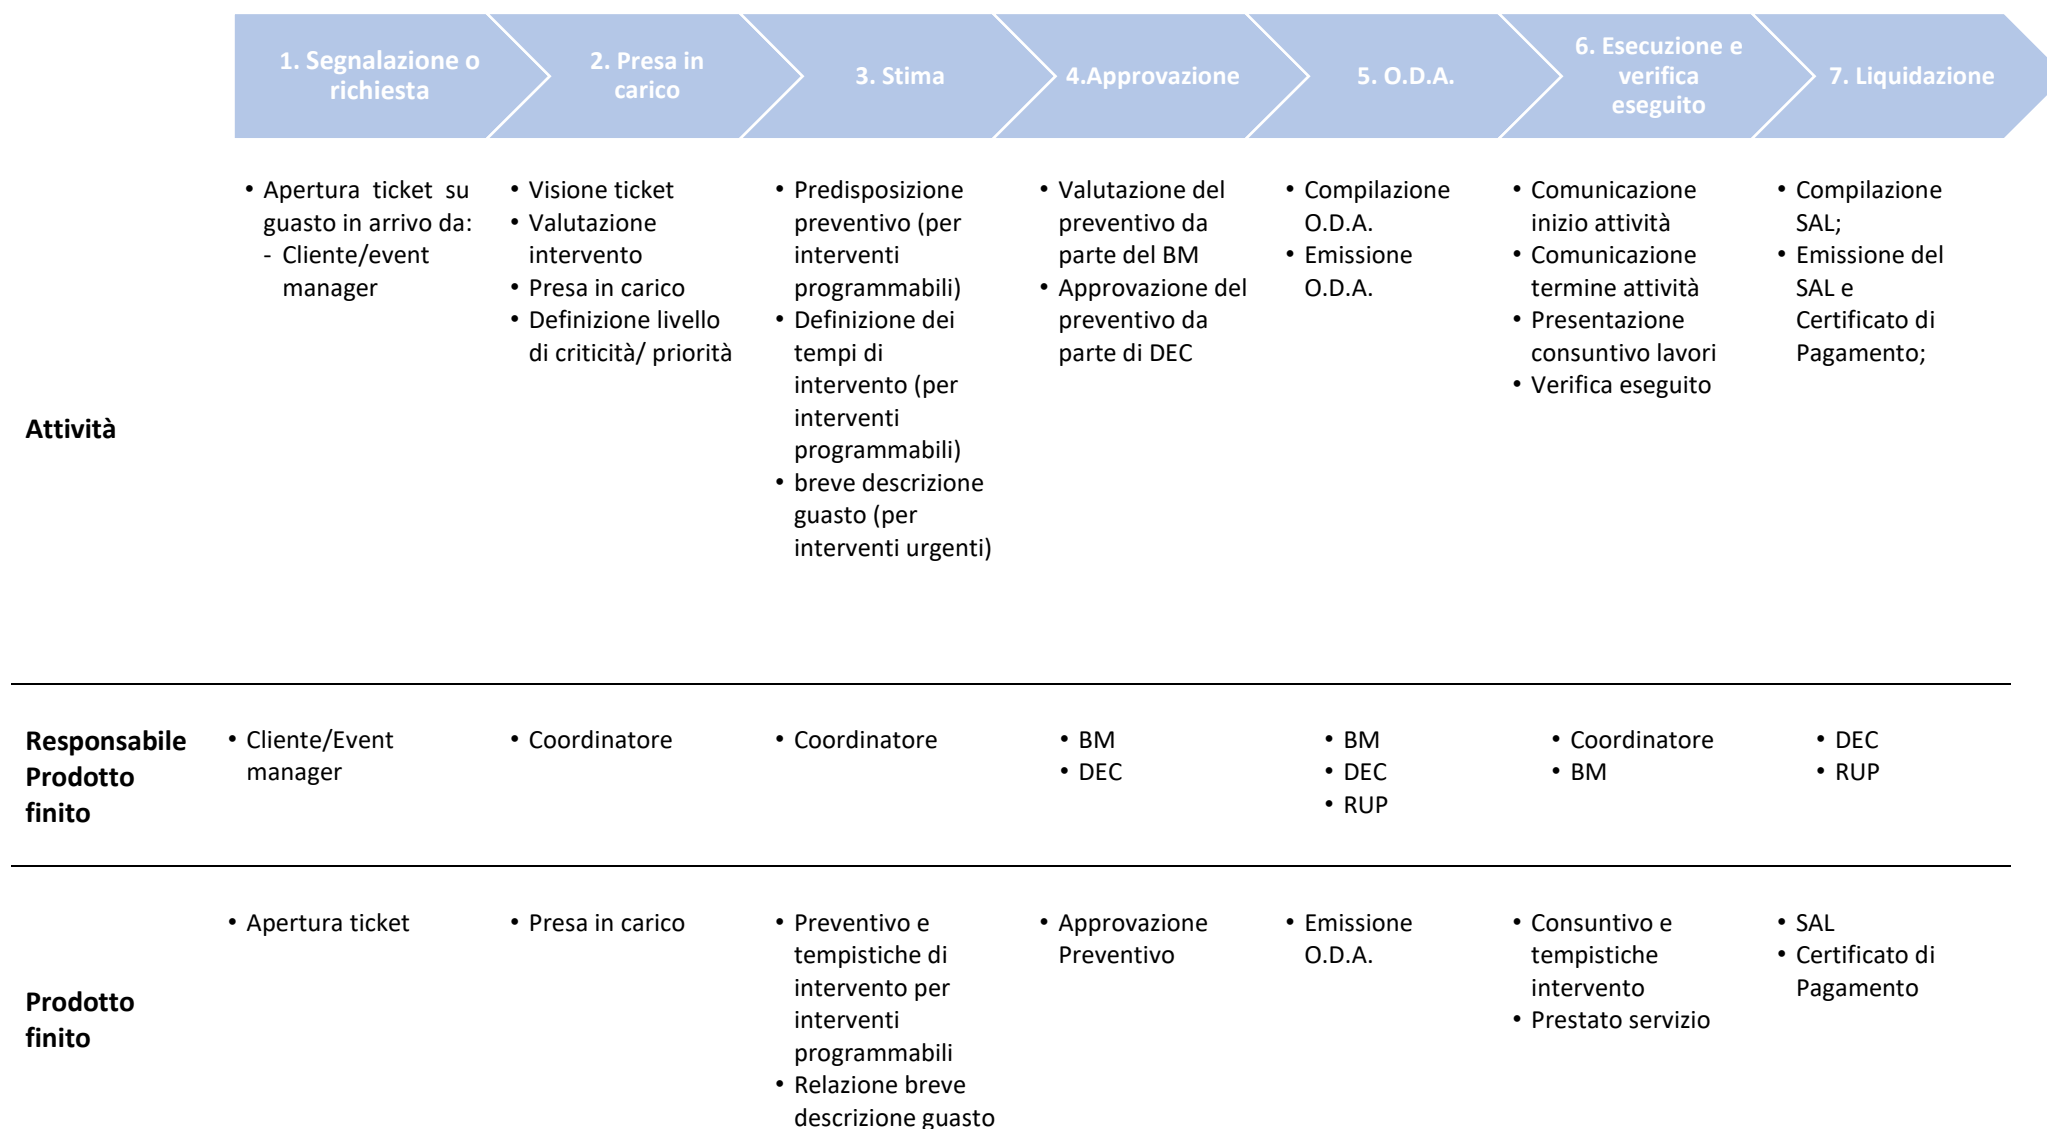 1. Segnalazione o
richiesta
2. Presa in
carico
3. Stima
4.Approvazione
5. O.D.A.
6. Esecuzione e
verifica
eseguito
7. Liquidazione
Attività
• Apertura ticket su
guasto in arrivo da:
- Cliente/event
manager
• Visione ticket
• Valutazione
intervento
• Presa in carico
• Definizione livello
di criticità/ priorità
• Predisposizione
preventivo (per
interventi
programmabili)
• Definizione dei
tempi di
intervento (per
interventi
programmabili)
• breve descrizione
guasto (per
interventi urgenti)
• Valutazione del
preventivo da
parte del BM
• Approvazione del
preventivo da
parte di DEC
• Compilazione
O.D.A.
• Emissione
O.D.A.
• Comunicazione
inizio attività
• Comunicazione
termine attività
• Presentazione
consuntivo lavori
• Verifica eseguito
• Compilazione
SAL;
• Emissione del
SAL e
Certificato di
Pagamento;
Responsabile
Prodotto
finito
• Cliente/Event
manager
• Coordinatore
• Coordinatore
• BM
• DEC
• BM
• DEC
• RUP
• Coordinatore
• BM
• DEC
• RUP
Prodotto
finito
• Apertura ticket
• Presa in carico
• Preventivo e
tempistiche di
intervento per
interventi
programmabili
• Relazione breve
descrizione guasto
• Approvazione
Preventivo
• Emissione
O.D.A.
• Consuntivo e
tempistiche
intervento
• Prestato servizio
• SAL
• Certificato di
Pagamento